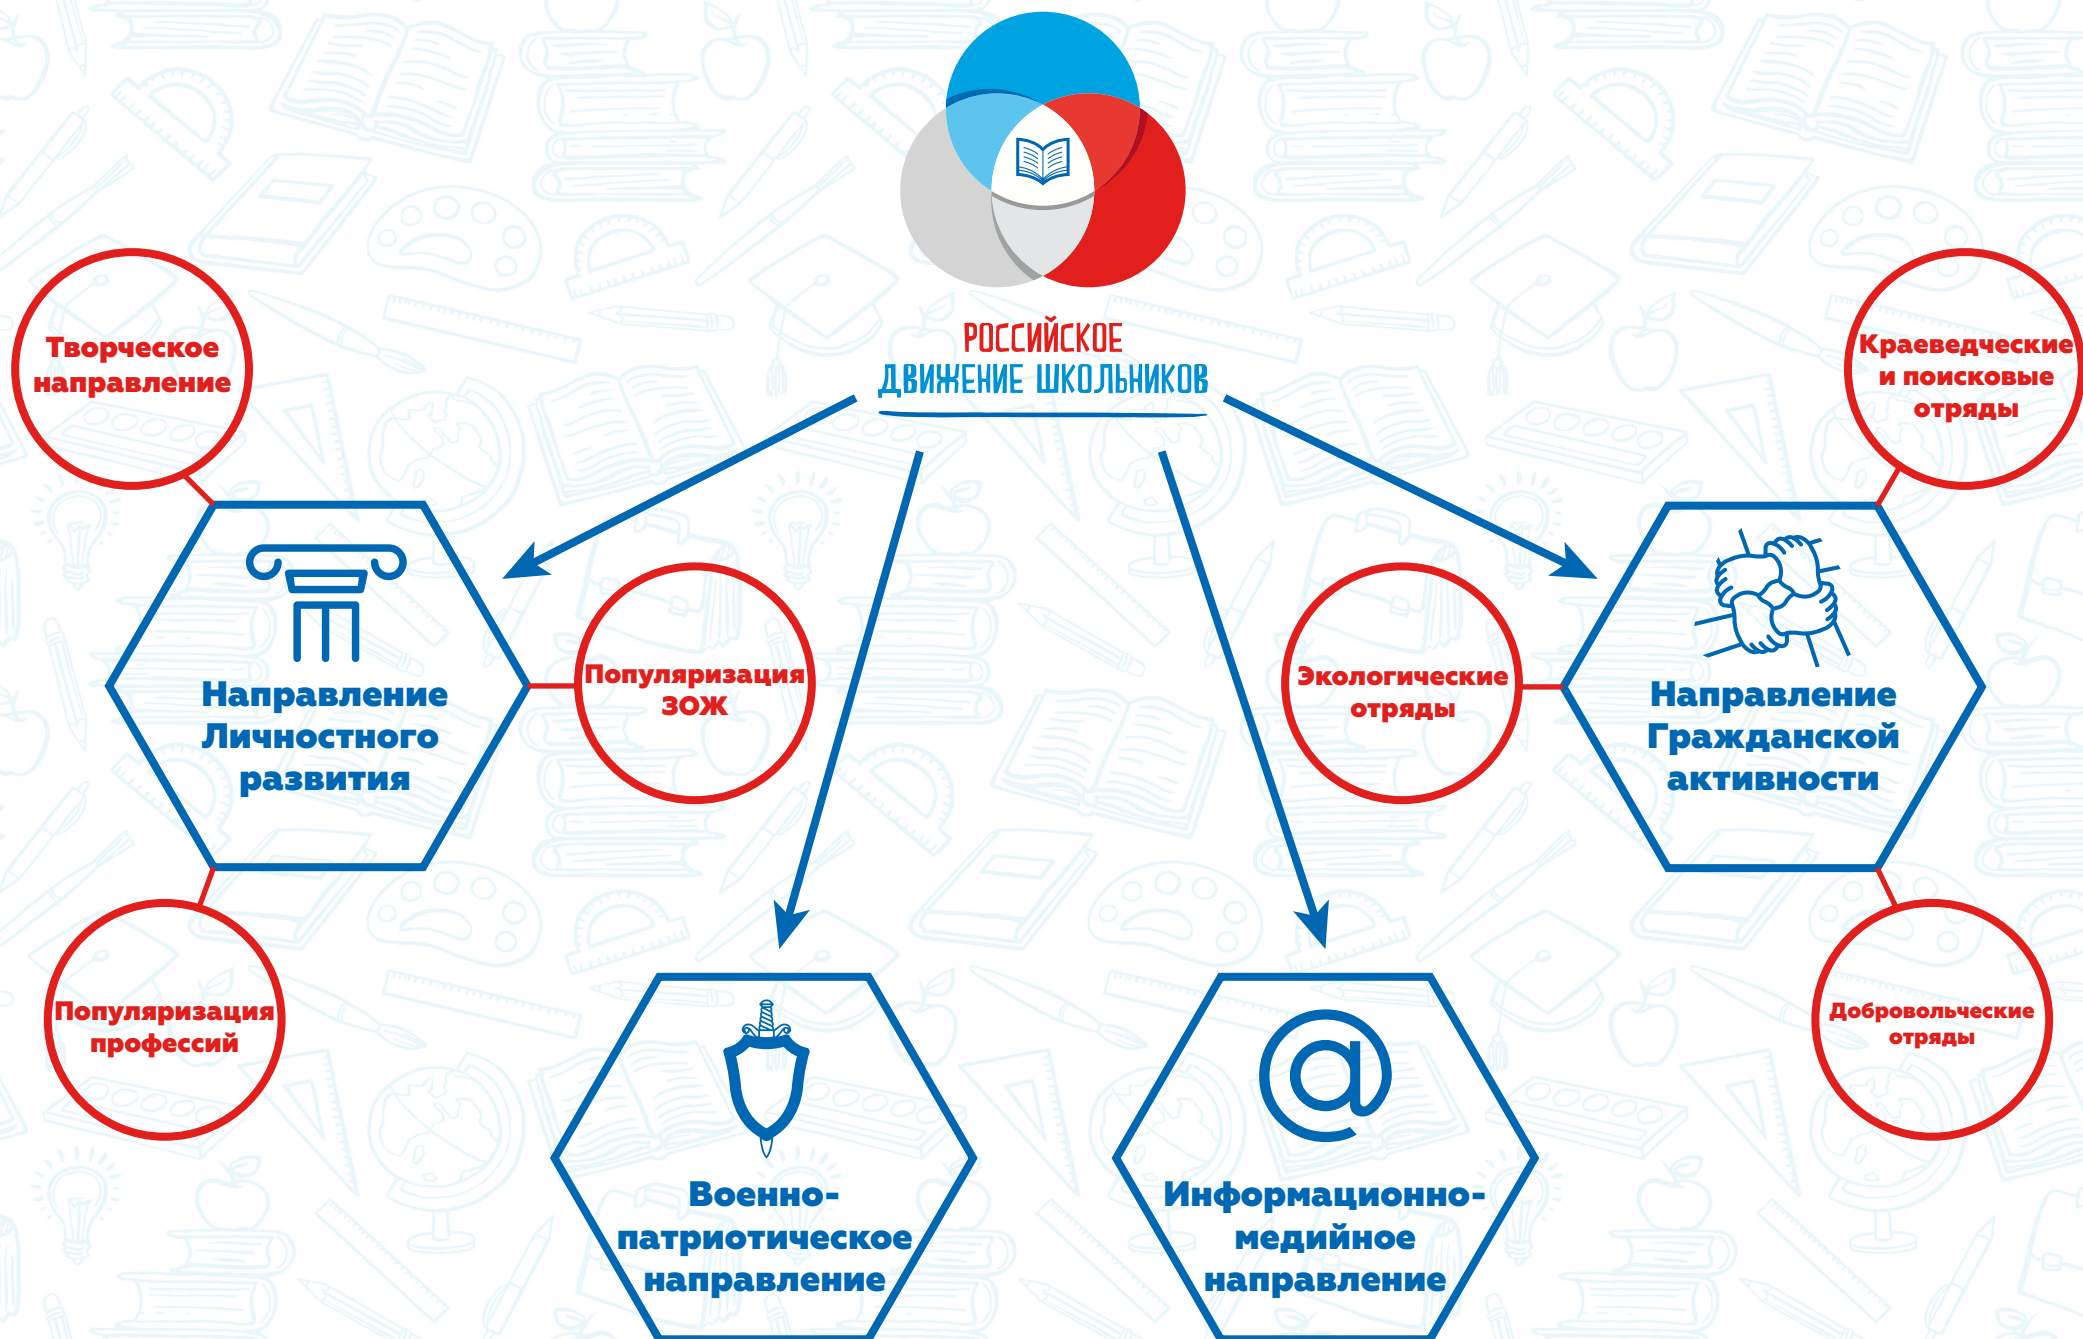 РОССИЙСКОЕ
ДВИЖЕНИЕ ШКОЛЬНИКОВ
Творческое
направление
Краеведческие
и поисковые
отряды
Направление
Личностного
развития
Популяризация
ЗОЖ
Экологические
отряды
Направление
Гражданской
активности
Популяризация
профессий
Добровольческие
отряды
Военно-
патриотическое
направление
@
Информационно-
медийное
направление